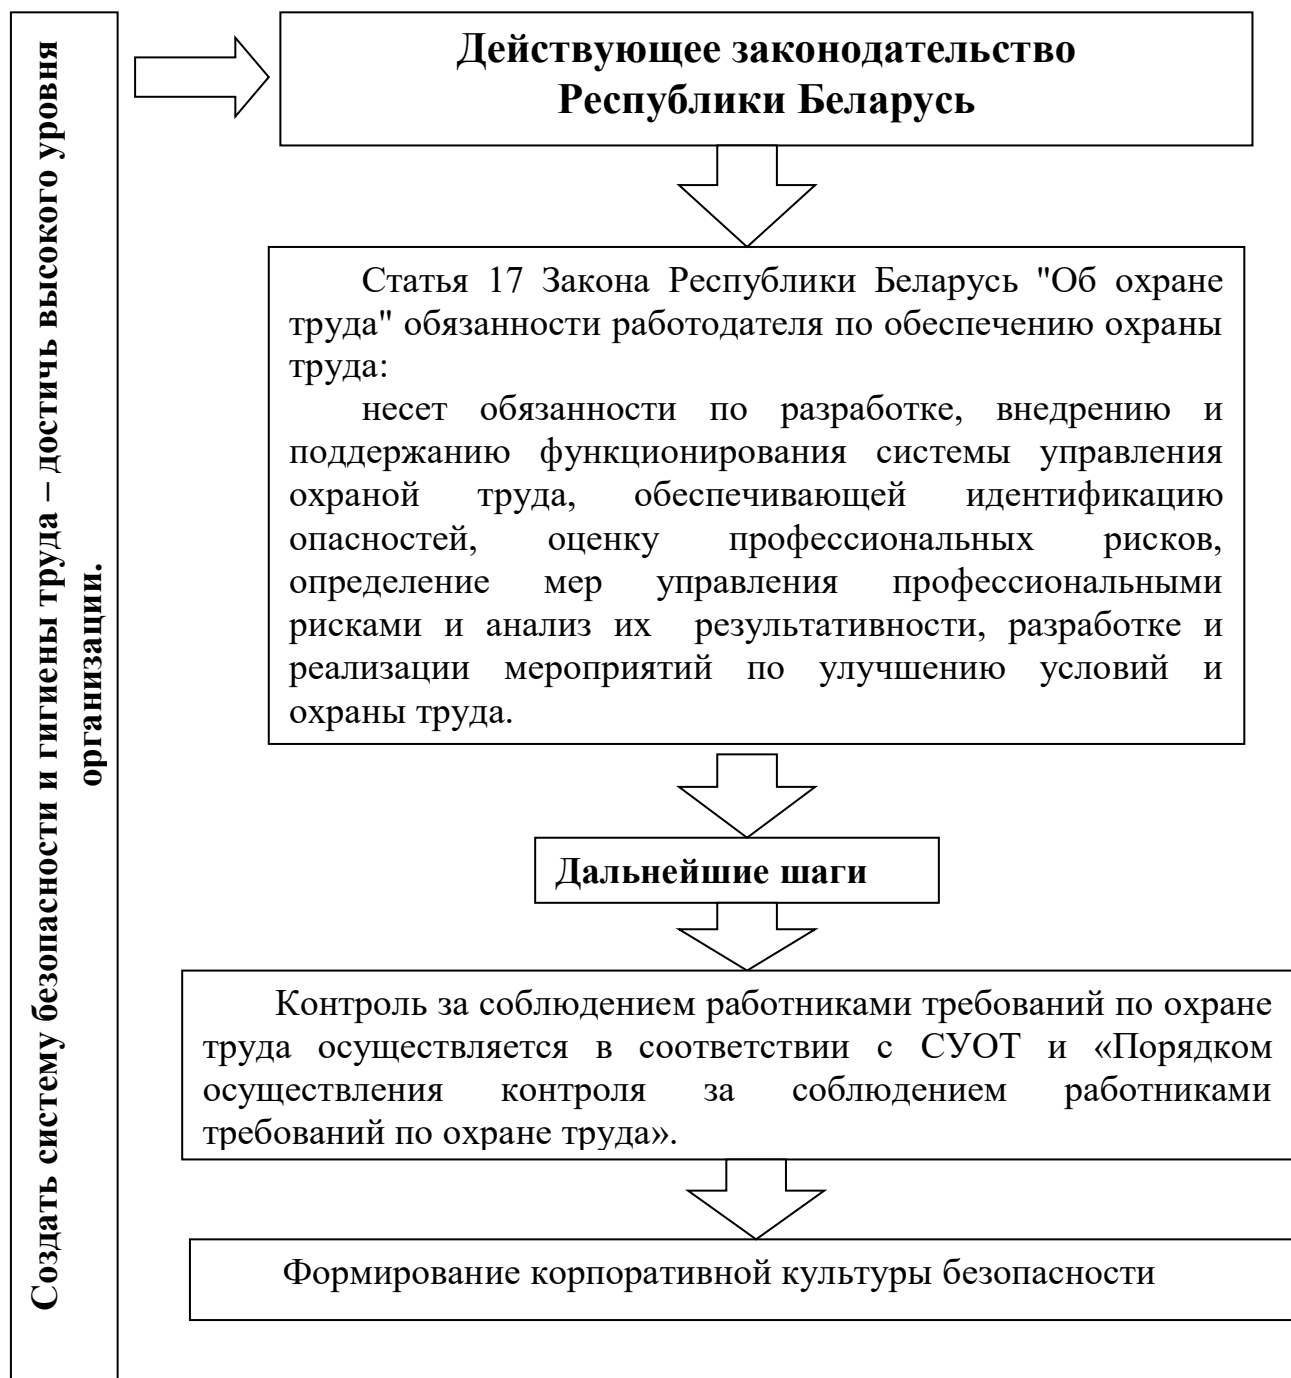 Создать систему безопасности и гигиены труда – достичь высокого уровня
организации.
Действующее законодательство
Республики Беларусь
Статья 17 Закона Республики Беларусь "Об охране
труда" обязанности работодателя по обеспечению охраны
труда:
несет обязанности по разработке, внедрению и
поддержанию функционирования системы управления
охраной труда, обеспечивающей идентификацию
опасностей, оценку профессиональных рисков,
определение мер управления профессиональными
рисками и анализ их результативности, разработке и
реализации мероприятий по улучшению условий и
охраны труда.
Дальнейшие шаги
Контроль за соблюдением работниками требований по охране
труда осуществляется в соответствии с СУОТ и «Порядком
осуществления контроля за соблюдением работниками
требований по охране труда».
Формирование корпоративной культуры безопасности